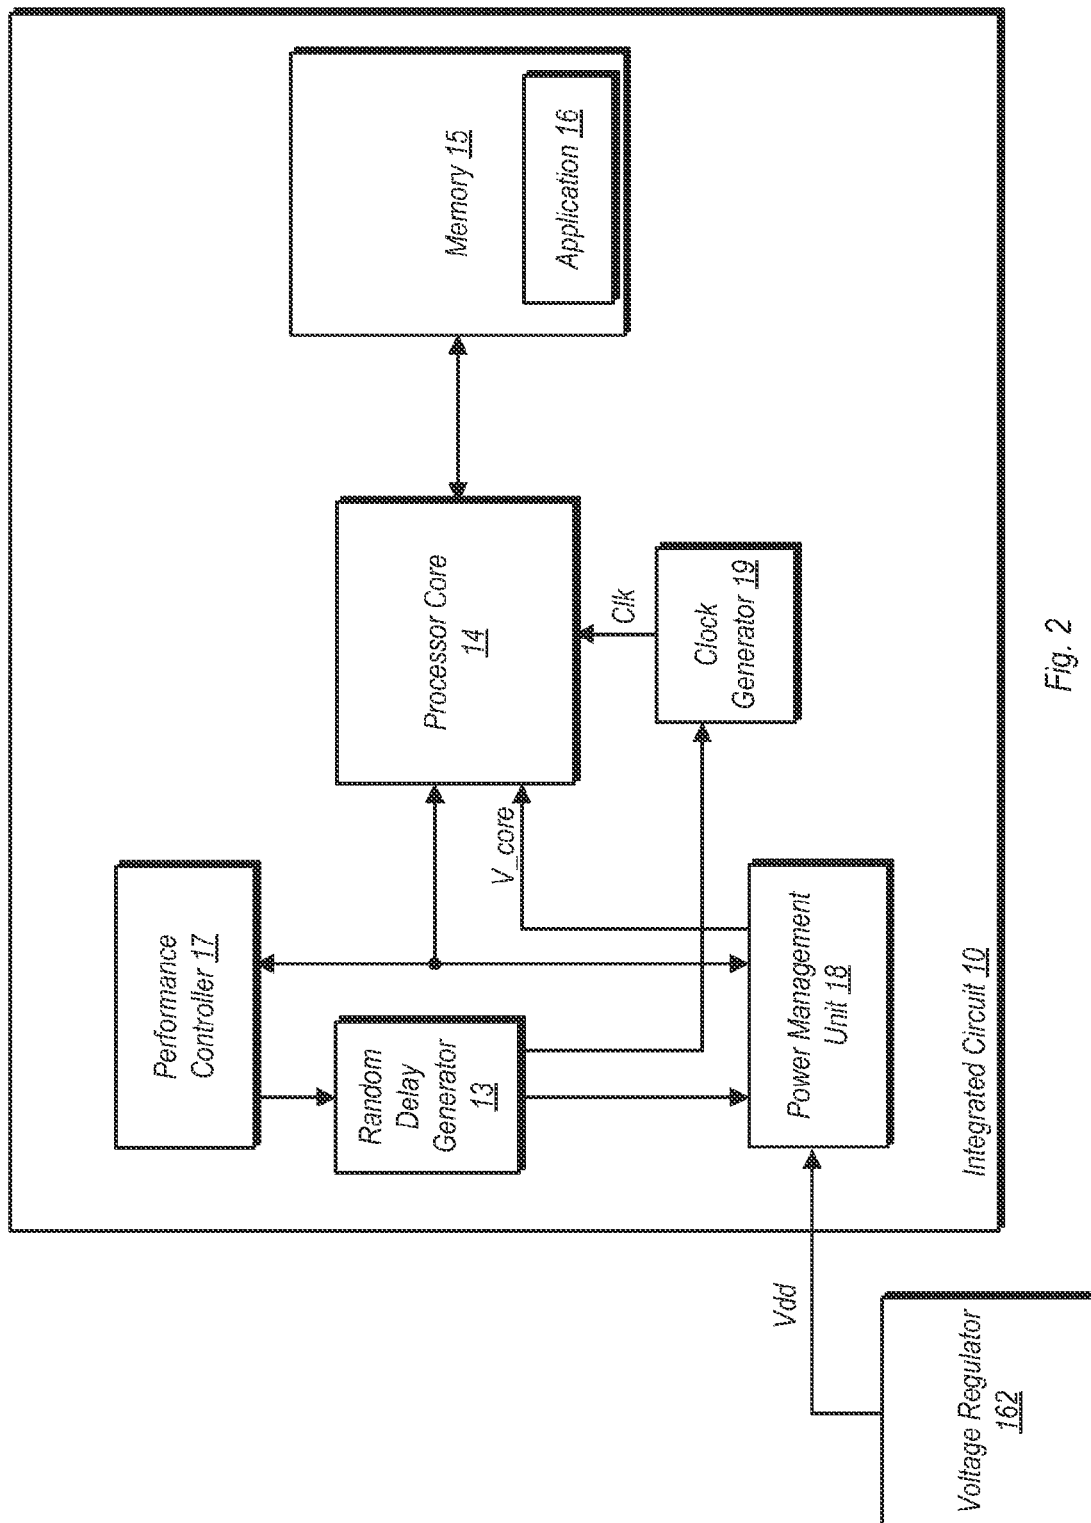 Performance
Controller 17
Random
Delay
Generator
13
Processor Core
14
Memory 15
Application 16
V_core
Clk
Clock
Generator 19
Power Management
Unit 18
Integrated Circuit 10
Vdd
Voltage Regulator
162
Fig. 2